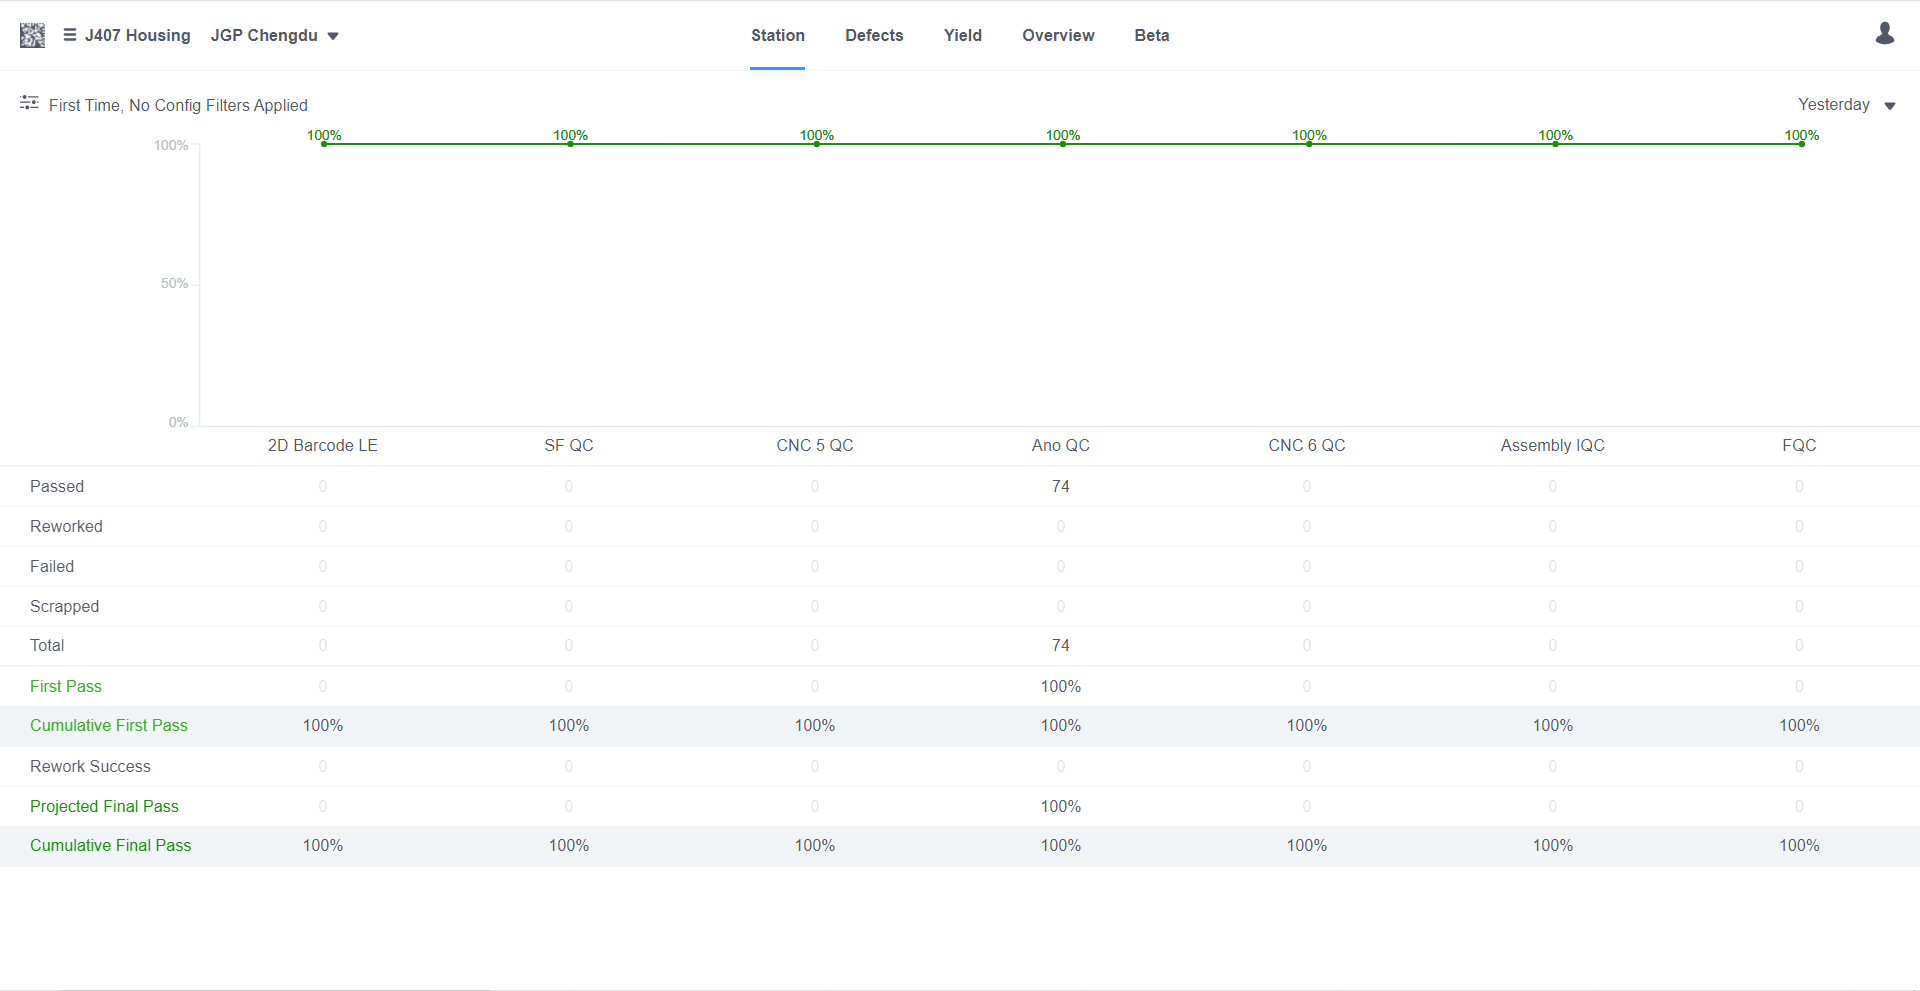 J407 Housing JGP Chengdu Station Defects Yield Overview Beta
First Time, No Config Filters Applied Yesterday
100% 100% 100% 100% 100% 100% 100%
100%
50%
0%
2D Barcode LE SF QC CNC 5 QC Ano QC CNC 6 QC Assembly IQC FQC
Passed 0 0 0 74 0 0 0
Reworked 0 0 0 0 0 0 0
Failed 0 0 0 0 0 0 0
Scrapped 0 0 0 0 0 0 0
Total 0 0 0 74 0 0 0
First Pass 0 0 0 100% 0 0 0
Cumulative First Pass 100% 100% 100% 100% 100% 100% 100%
Rework Success 0 0 0 0 0 0 0
Projected Final Pass 0 0 0 100% 0 0 0
Cumulative Final Pass 100% 100% 100% 100% 100% 100% 100%